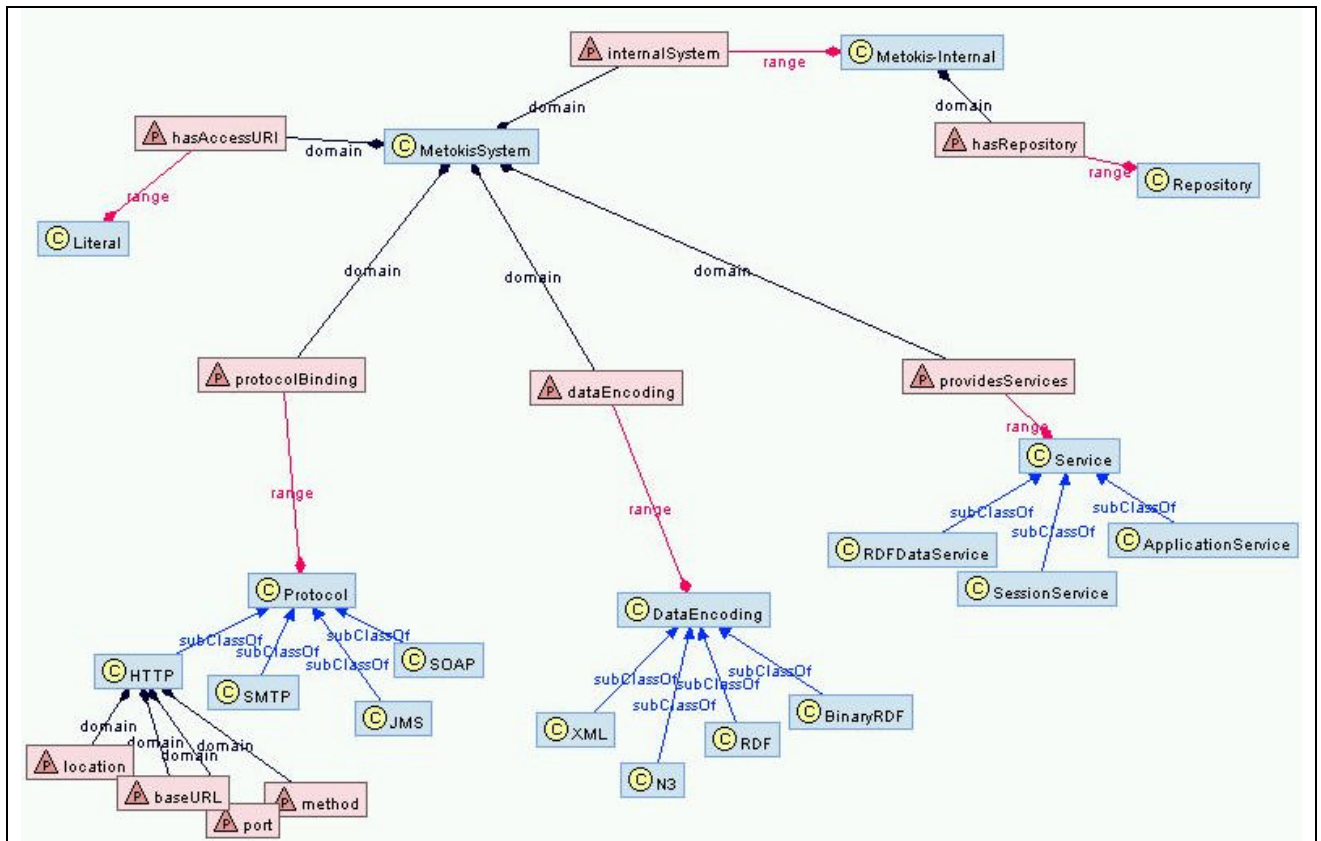 P internalSystem
range
C Metokis-Internal
domain
domain
P hasAccessURI
domain
C MetokisSystem
P hasRepository
range
C Repository
range
C Literal
domain
domain
domain
P protocolBinding
P dataEncoding
P providesServices
range
C Service
range
range
subClassOf
subClassOf
subClassOf
C RDFDataService
C ApplicationService
C SessionService
C Protocol
C DataEncoding
subClassOf
subClassOf
subClassOf
subClassOf
C HTTP
C SMTP
C JMS
C SOAP
subClassOf
subClassOf
subClassOf
subClassOf
C XML
C N3
C RDF
C BinaryRDF
domain
domain
domain
domain
P location
P baseURL
P port
P method